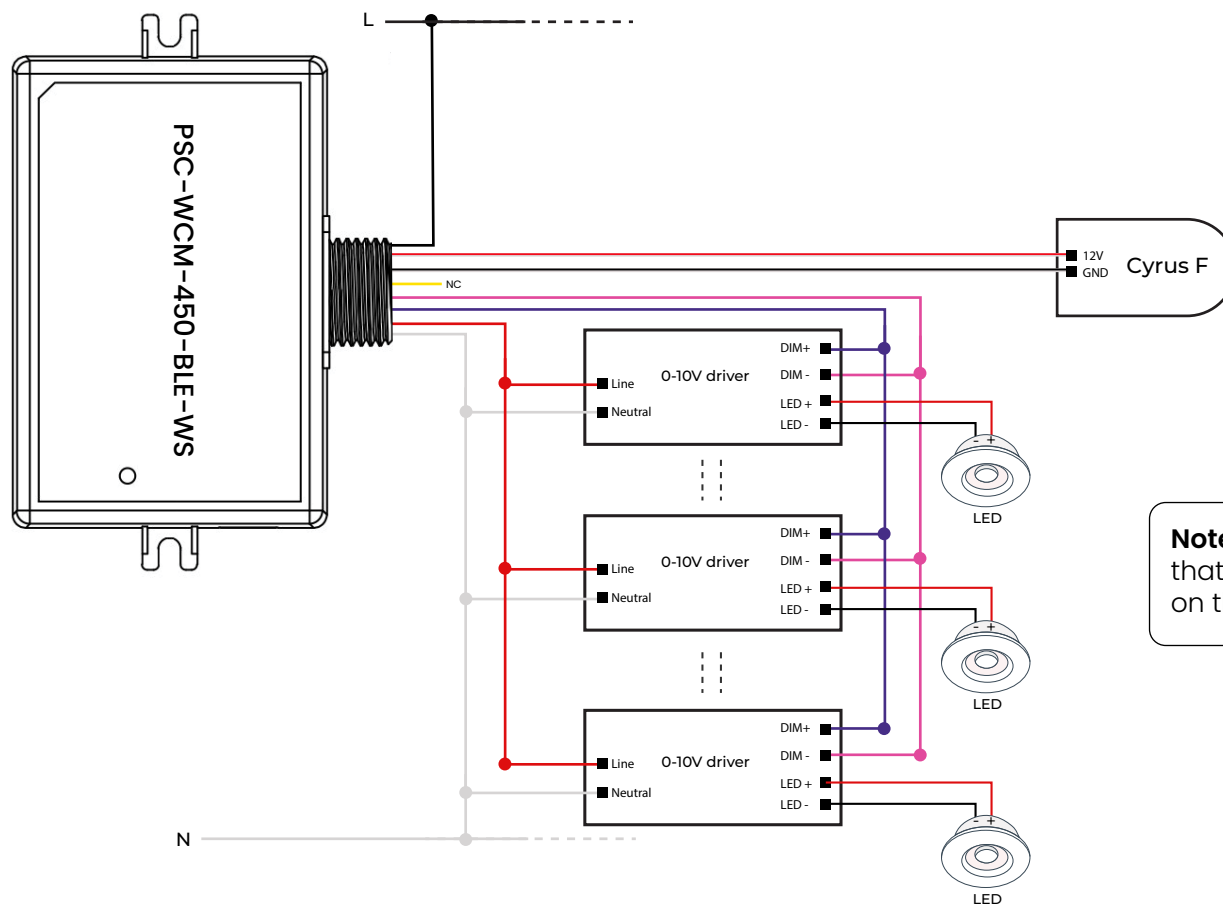 L
PSC-WCM-450-BLE-WS
12V
GND
Cyrus F
NC
DIM+
0-10V driver
DIM -
Line
LED +
Neutral
LED -
- +
LED
DIM+
0-10V driver
DIM -
Line
LED +
Neutral
LED -
- +
LED
Note
that
on t
DIM+
0-10V driver
DIM -
Line
LED +
Neutral
LED -
- +
LED
N